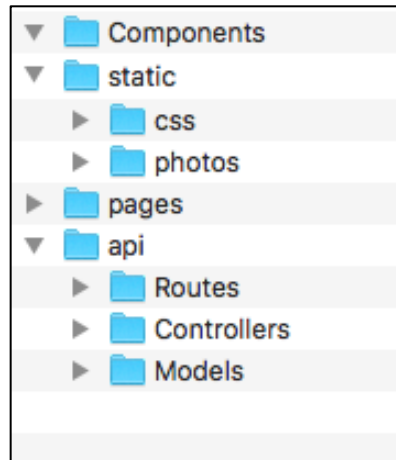 Components
static
css
photos
pages
api
Routes
Controllers
Models